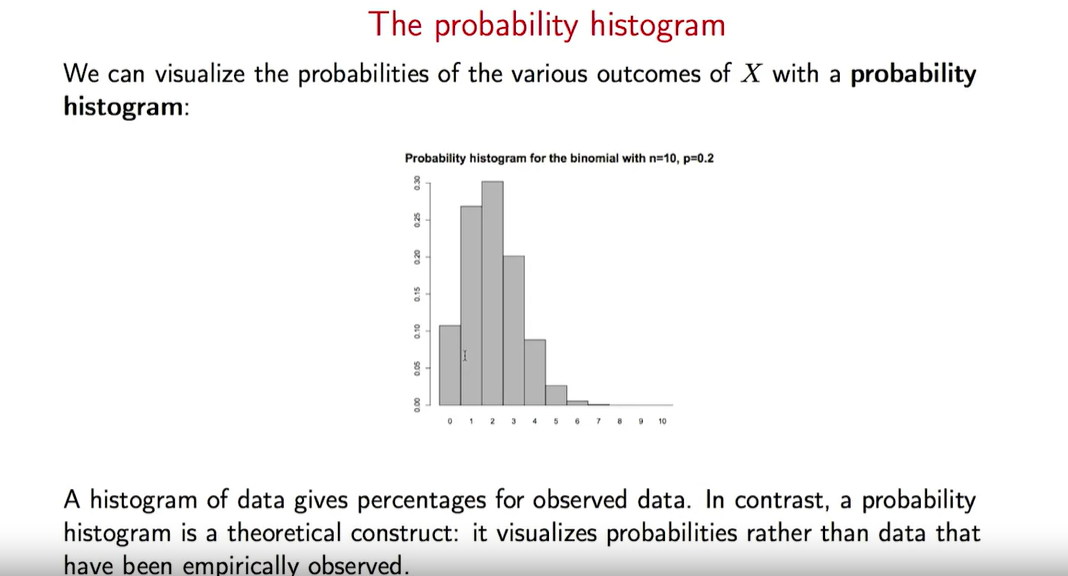 The probability histogram
We can visualize the probabilities of the various outcomes of X with a probability
histogram:
Probability histogram for the binomial with n=10, p=0.2
0.30
0.25
0.20
0.15
0.10
0.05
0.00
0 1 2 3 4 5 6 7 8 9 10
A histogram of data gives percentages for observed data. In contrast, a probability
histogram is a theoretical construct: it visualizes probabilities rather than data that
have been empirically observed.